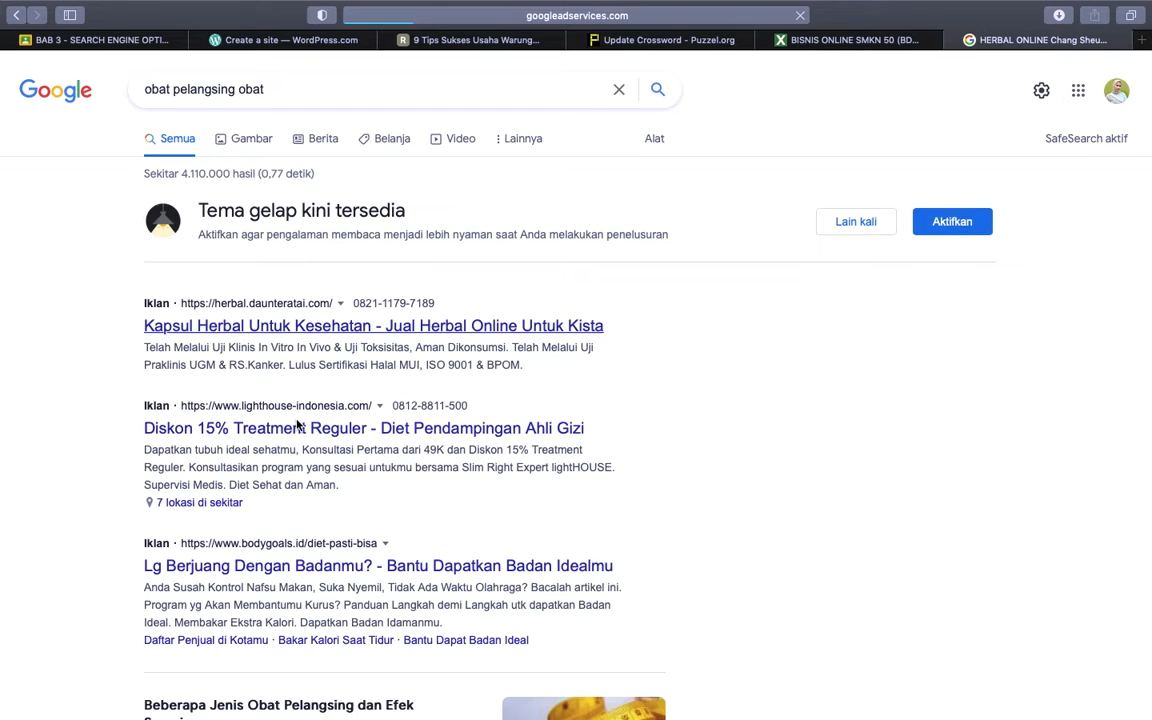 googleadservices.com
BAB 3 - SEARCH ENGINE OPTI...
Create a site — WordPress.com
9 Tips Sukses Usaha Warung...
Update Crossword - Puzzel.org
BISNIS ONLINE SMKN 50 (BD...
HERBAL ONLINE Chang Sheu...
Google
obat pelangsing obat
Semua
Gambar
Berita
Belanja
Video
Lainnya
Alat
SafeSearch aktif
Sekitar 4.110.000 hasil (0,77 detik)
Tema gelap kini tersedia
Aktifkan agar pengalaman membaca menjadi lebih nyaman saat Anda melakukan penelusuran
Lain kali
Aktifkan
Iklan · https://herbal.daunteratai.com/ 0821-1179-7189
Kapsul Herbal Untuk Kesehatan - Jual Herbal Online Untuk Kista
Telah Melalui Uji Klinis In Vitro In Vivo & Uji Toksisitas, Aman Dikonsumsi. Telah Melalui Uji
Praklinis UGM & RS.Kanker. Lulus Sertifikasi Halal MUI, ISO 9001 & BPOM.
Iklan · https://www.lighthouse-indonesia.com/ 0812-8811-500
Diskon 15% Treatment Reguler - Diet Pendampingan Ahli Gizi
Dapatkan tubuh ideal sehatmu, Konsultasi Pertama dari 49K dan Diskon 15% Treatment
Reguler. Konsultasikan program yang sesuai untukmu bersama Slim Right Expert lightHOUSE.
Supervisi Medis. Diet Sehat dan Aman.
7 lokasi di sekitar
Iklan · https://www.bodygoals.id/diet-pasti-bisa
Lg Berjuang Dengan Badanmu? - Bantu Dapatkan Badan Idealmu
Anda Susah Kontrol Nafsu Makan, Suka Nyemil, Tidak Ada Waktu Olahraga? Bacalah artikel ini.
Program yg Akan Membantumu Kurus? Panduan Langkah demi Langkah utk dapatkan Badan
Ideal. Membakar Ekstra Kalori. Dapatkan Badan Idamanmu.
Daftar Penjual di Kotamu · Bakar Kalori Saat Tidur · Bantu Dapat Badan Ideal
Beberapa Jenis Obat Pelangsing dan Efek